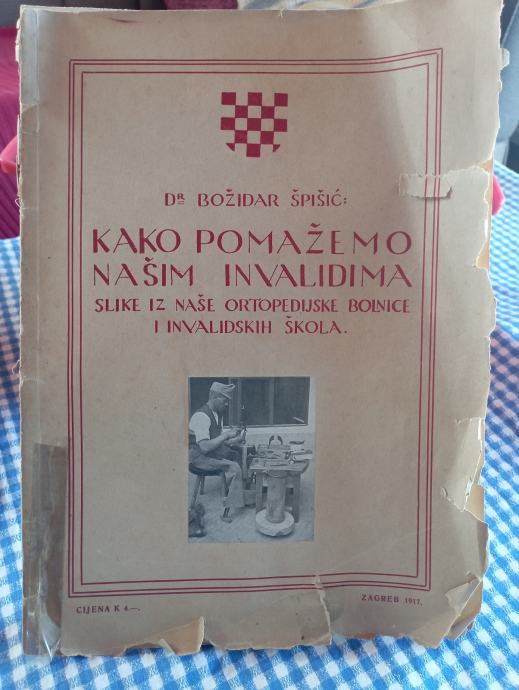 DR BOŽIDAR ŠPIŠIĆ:
KAKO POMAŽEMO
NAŠIM INVALIDIMA
SLIKE IZ NAŠE ORTOPEDIJSKE BOLNICE
I INVALIDSKIH ŠKOLA.
CIJENA K 4.—.
ZAGREB 1917.